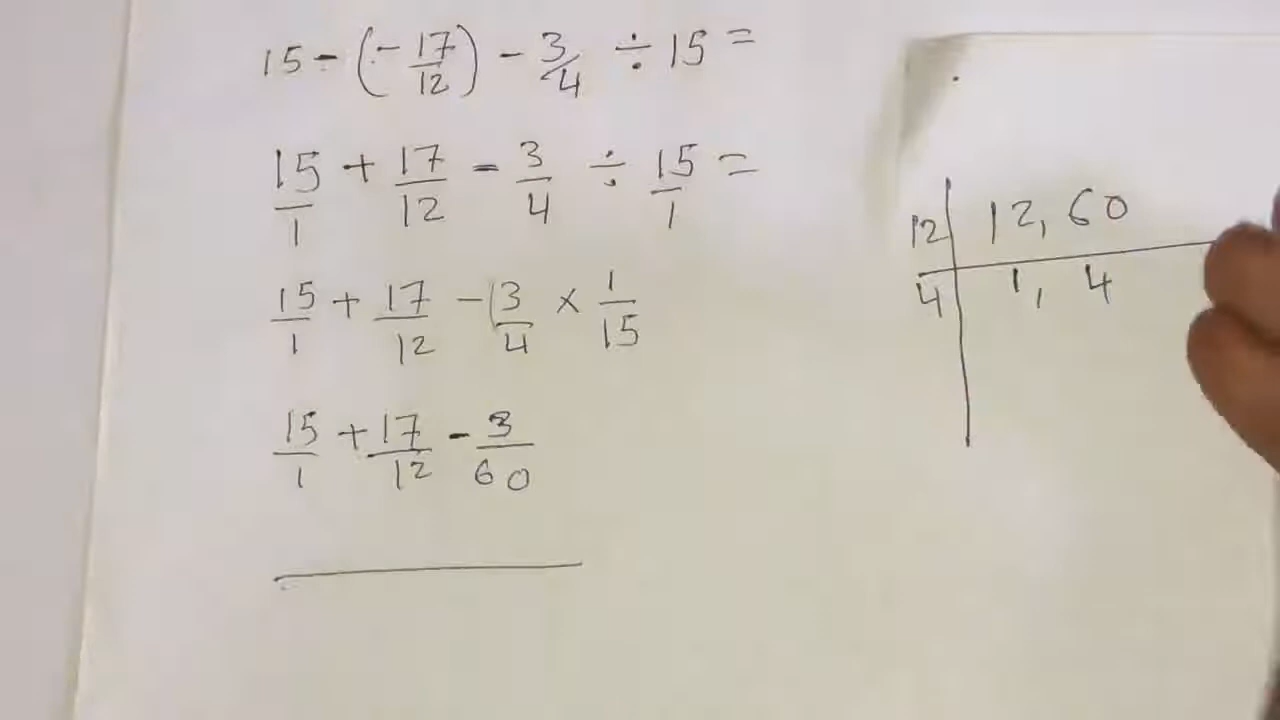 15 - (-17/12) - 3/4 ÷ 15 =
15/1 + 17/12 - 3/4 ÷ 15/1 =
15/1 + 17/12 - (3/4 × 1/15
15/1 + 17/12 - 3/60
12 | 12, 60
4 | 1, 4